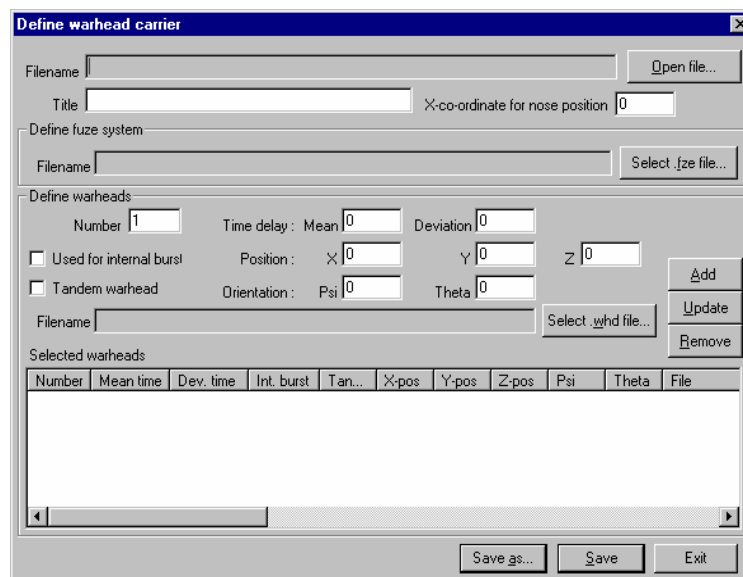 Define warhead carrier
Filename
Open file...
Title
X-co-ordinate for nose position 0
Define fuze system
Filename
Select .fze file...
Define warheads
Number 1
Time delay : Mean 0
Deviation 0
Used for internal burst
Position : X 0
Y 0
Z 0
Add
Tandem warhead
Orientation : Psi 0
Theta 0
Update
Filename
Select .whd file...
Remove
Selected warheads
Number Mean time Dev. time Int. burst Tan... X-pos Y-pos Z-pos Psi Theta File
Save as... Save Exit